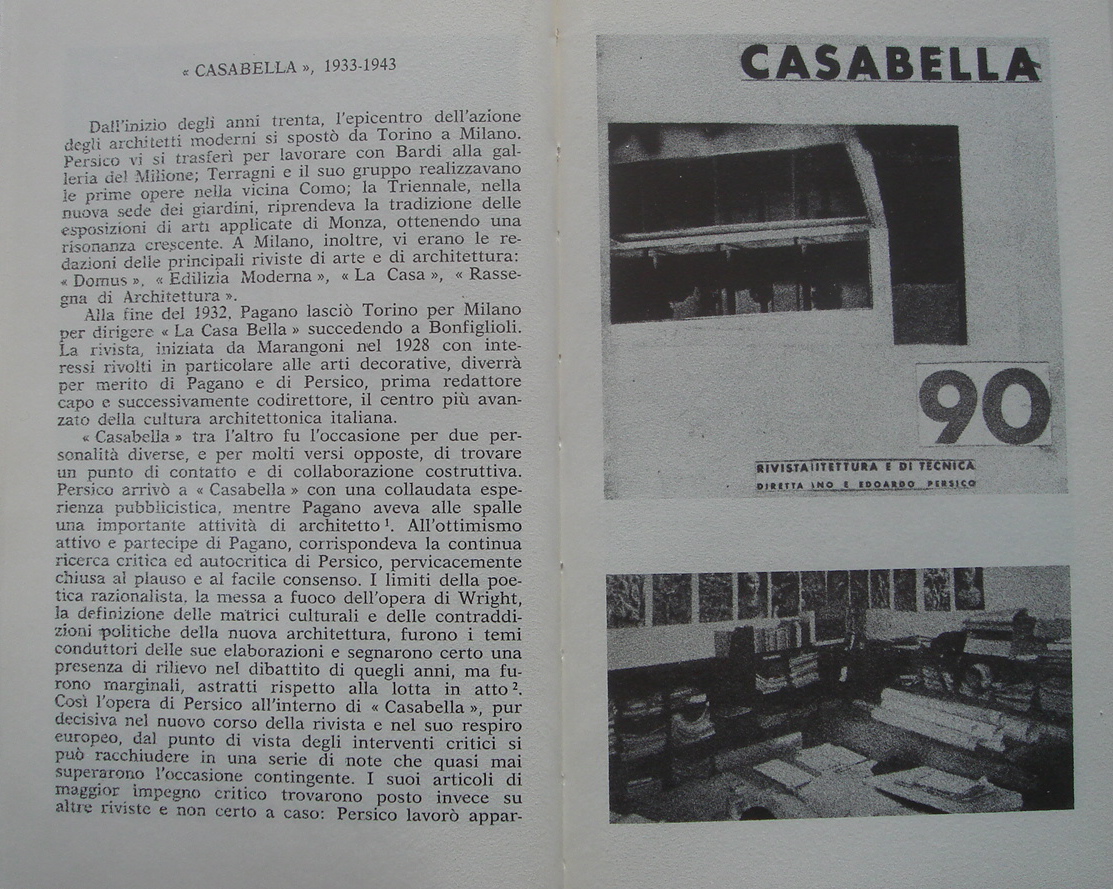 « CASABELLA », 1933-1943
Dall'inizio degli anni trenta, l'epicentro dell'azione
degli architetti moderni si spostò da Torino a Milano.
Persico vi si trasferì per lavorare con Bardi alla gal-
leria del Milione; Terragni e il suo gruppo realizzavano
le prime opere nella vicina Como; la Triennale, nella
nuova sede dei giardini, riprendeva la tradizione delle
esposizioni di arti applicate di Monza, ottenendo una
risonanza crescente. A Milano, inoltre, vi erano le re-
dazioni delle principali riviste di arte e di architettura:
« Domus », « Edilizia Moderna », « La Casa », « Rasse-
gna di Architettura ».
Alla fine del 1932, Pagano lasciò Torino per Milano
per dirigere « La Casa Bella » succedendo a Bonfiglioli.
La rivista, iniziata da Marangoni nel 1928 con inte-
ressi rivolti in particolare alle arti decorative, diverrà
per merito di Pagano e di Persico, prima redattore
capo e successivamente codirettore, il centro più avan-
zato della cultura architettonica italiana.
« Casabella » tra l'altro fu l'occasione per due per-
sonalità diverse, e per molti versi opposte, di trovare
un punto di contatto e di collaborazione costruttiva.
Persico arrivò a « Casabella » con una collaudata espe-
rienza pubblicistica, mentre Pagano aveva alle spalle
una importante attività di architetto ¹. All'ottimismo
attivo e partecipe di Pagano, corrispondeva la continua
ricerca critica ed autocritica di Persico, pervicacemente
chiusa al plauso e al facile consenso. I limiti della poe-
tica razionalista, la messa a fuoco dell'opera di Wright,
la definizione delle matrici culturali e delle contraddi-
zioni politiche della nuova architettura, furono i temi
conduttori delle sue elaborazioni e segnarono certo una
presenza di rilievo nel dibattito di quegli anni, ma fu-
rono marginali, astratti rispetto alla lotta in atto ².
Così l'opera di Persico all'interno di « Casabella », pur
decisiva nel nuovo corso della rivista e nel suo respiro
europeo, dal punto di vista degli interventi critici si
può racchiudere in una serie di note che quasi mai
superarono l'occasione contingente. I suoi articoli di
maggior impegno critico trovarono posto invece su
altre riviste e non certo a caso: Persico lavorò appar-
CASABELLA
90
RIVISTA IITETTURA E DI TECNICA
DIRETTA INO E EDOARDO PERSICO